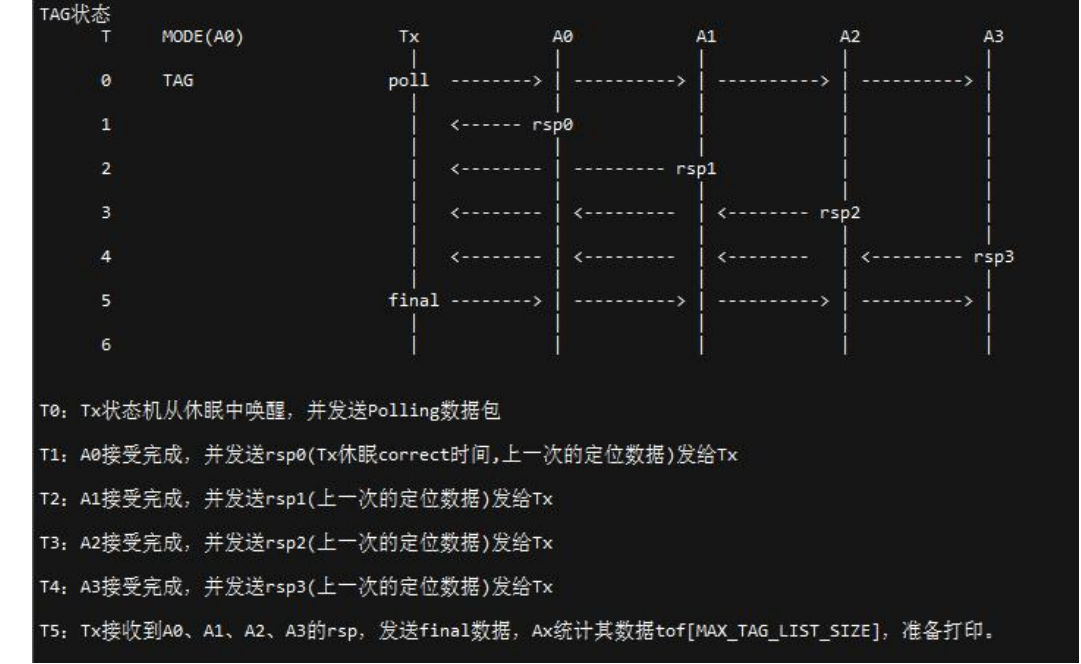 TAG状态
T MODE(A0) Tx A0 A1 A2 A3
| | | | |
0 TAG poll --------> | ----------> | ----------> | ----------> |
| | | | |
1 | <------ rsp0 | | |
| | | | |
2 | <-------- | --------- rsp1 | |
| | | | |
3 | <-------- | <--------- | <-------- rsp2 |
| | | | |
4 | <-------- | <--------- | <-------- | <--------- rsp3
| | | | |
5 final --------> | ----------> | ----------> | ----------> |
| | | | |
6 | | | | |
T0：Tx状态机从休眠中唤醒，并发送Polling数据包
T1：A0接受完成，并发送rsp0(Tx休眠correct时间,上一次的定位数据)发给Tx
T2：A1接受完成，并发送rsp1(上一次的定位数据)发给Tx
T3：A2接受完成，并发送rsp2(上一次的定位数据)发给Tx
T4：A3接受完成，并发送rsp3(上一次的定位数据)发给Tx
T5：Tx接收到A0、A1、A2、A3的rsp，发送final数据，Ax统计其数据tof[MAX_TAG_LIST_SIZE]，准备打印。